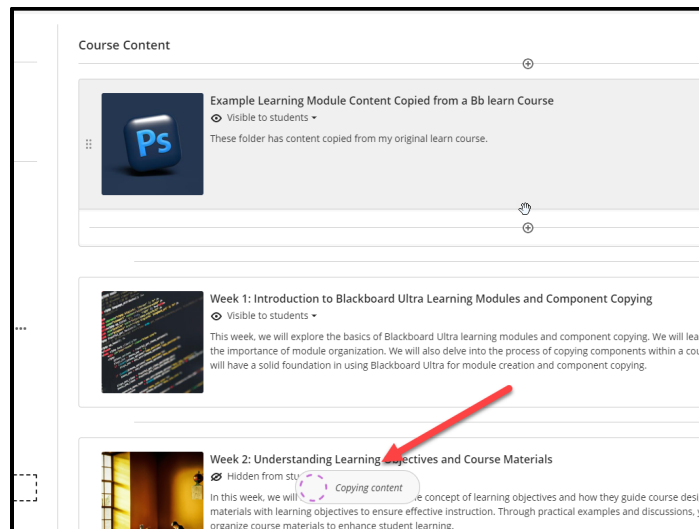 Course Content
Example Learning Module Content Copied from a Bb learn Course
Visible to students
These folder has content copied from my original learn course.
Ps
Week 1: Introduction to Blackboard Ultra Learning Modules and Component Copying
Visible to students
This week, we will explore the basics of Blackboard Ultra learning modules and component copying. We will lea
the importance of module organization. We will also delve into the process of copying components within a cou
will have a solid foundation in using Blackboard Ultra for module creation and component copying.
Week 2: Understanding Learning Objectives and Course Materials
Hidden from stu
Copying content
In this week, we will e concept of learning objectives and how they guide course desi
materials with learning objectives to ensure effective instruction. Through practical examples and discussions,
organize course materials to enhance student learning.